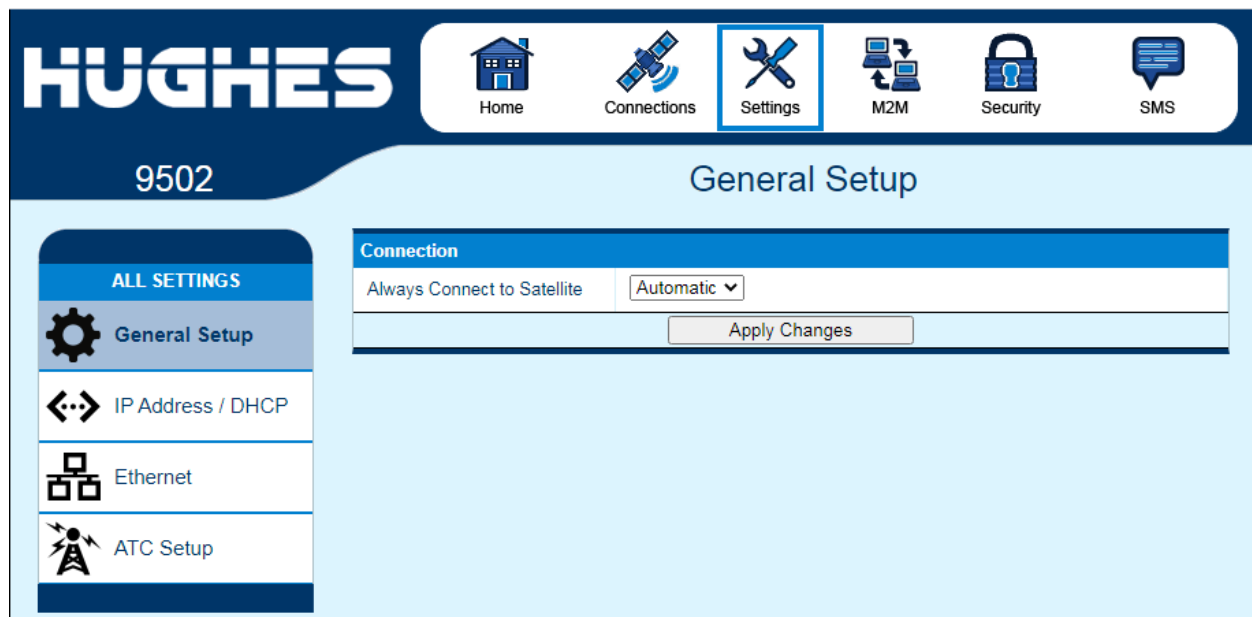 HUGHES
Home
Connections
Settings
M2M
Security
SMS
9502
General Setup
ALL SETTINGS
General Setup
IP Address / DHCP
Ethernet
ATC Setup
Connection
Always Connect to Satellite
Automatic
Apply Changes